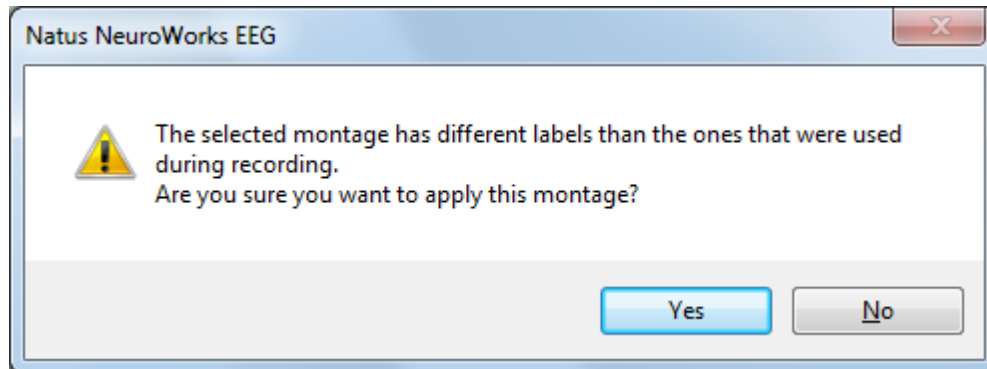 Natus NeuroWorks EEG
The selected montage has different labels than the ones that were used
during recording.
Are you sure you want to apply this montage?
Yes
No